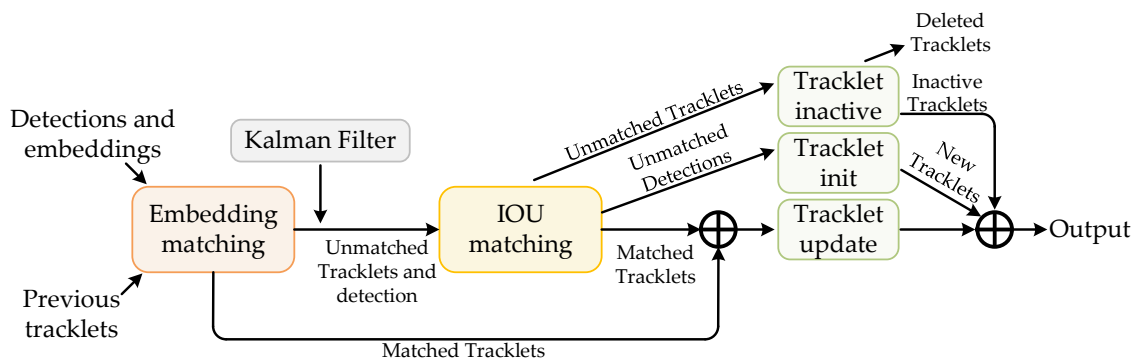 Detections and
embeddings
Previous
tracklets
Kalman Filter
Embedding
matching
Unmatched
Tracklets and
detection
Matched Tracklets
IOU
matching
Unmatched Tracklets
Unmatched
Detections
Matched
Tracklets
Tracklet
inactive
Tracklet
init
Tracklet
update
Deleted
Tracklets
Inactive
Tracklets
New
Tracklets
Output